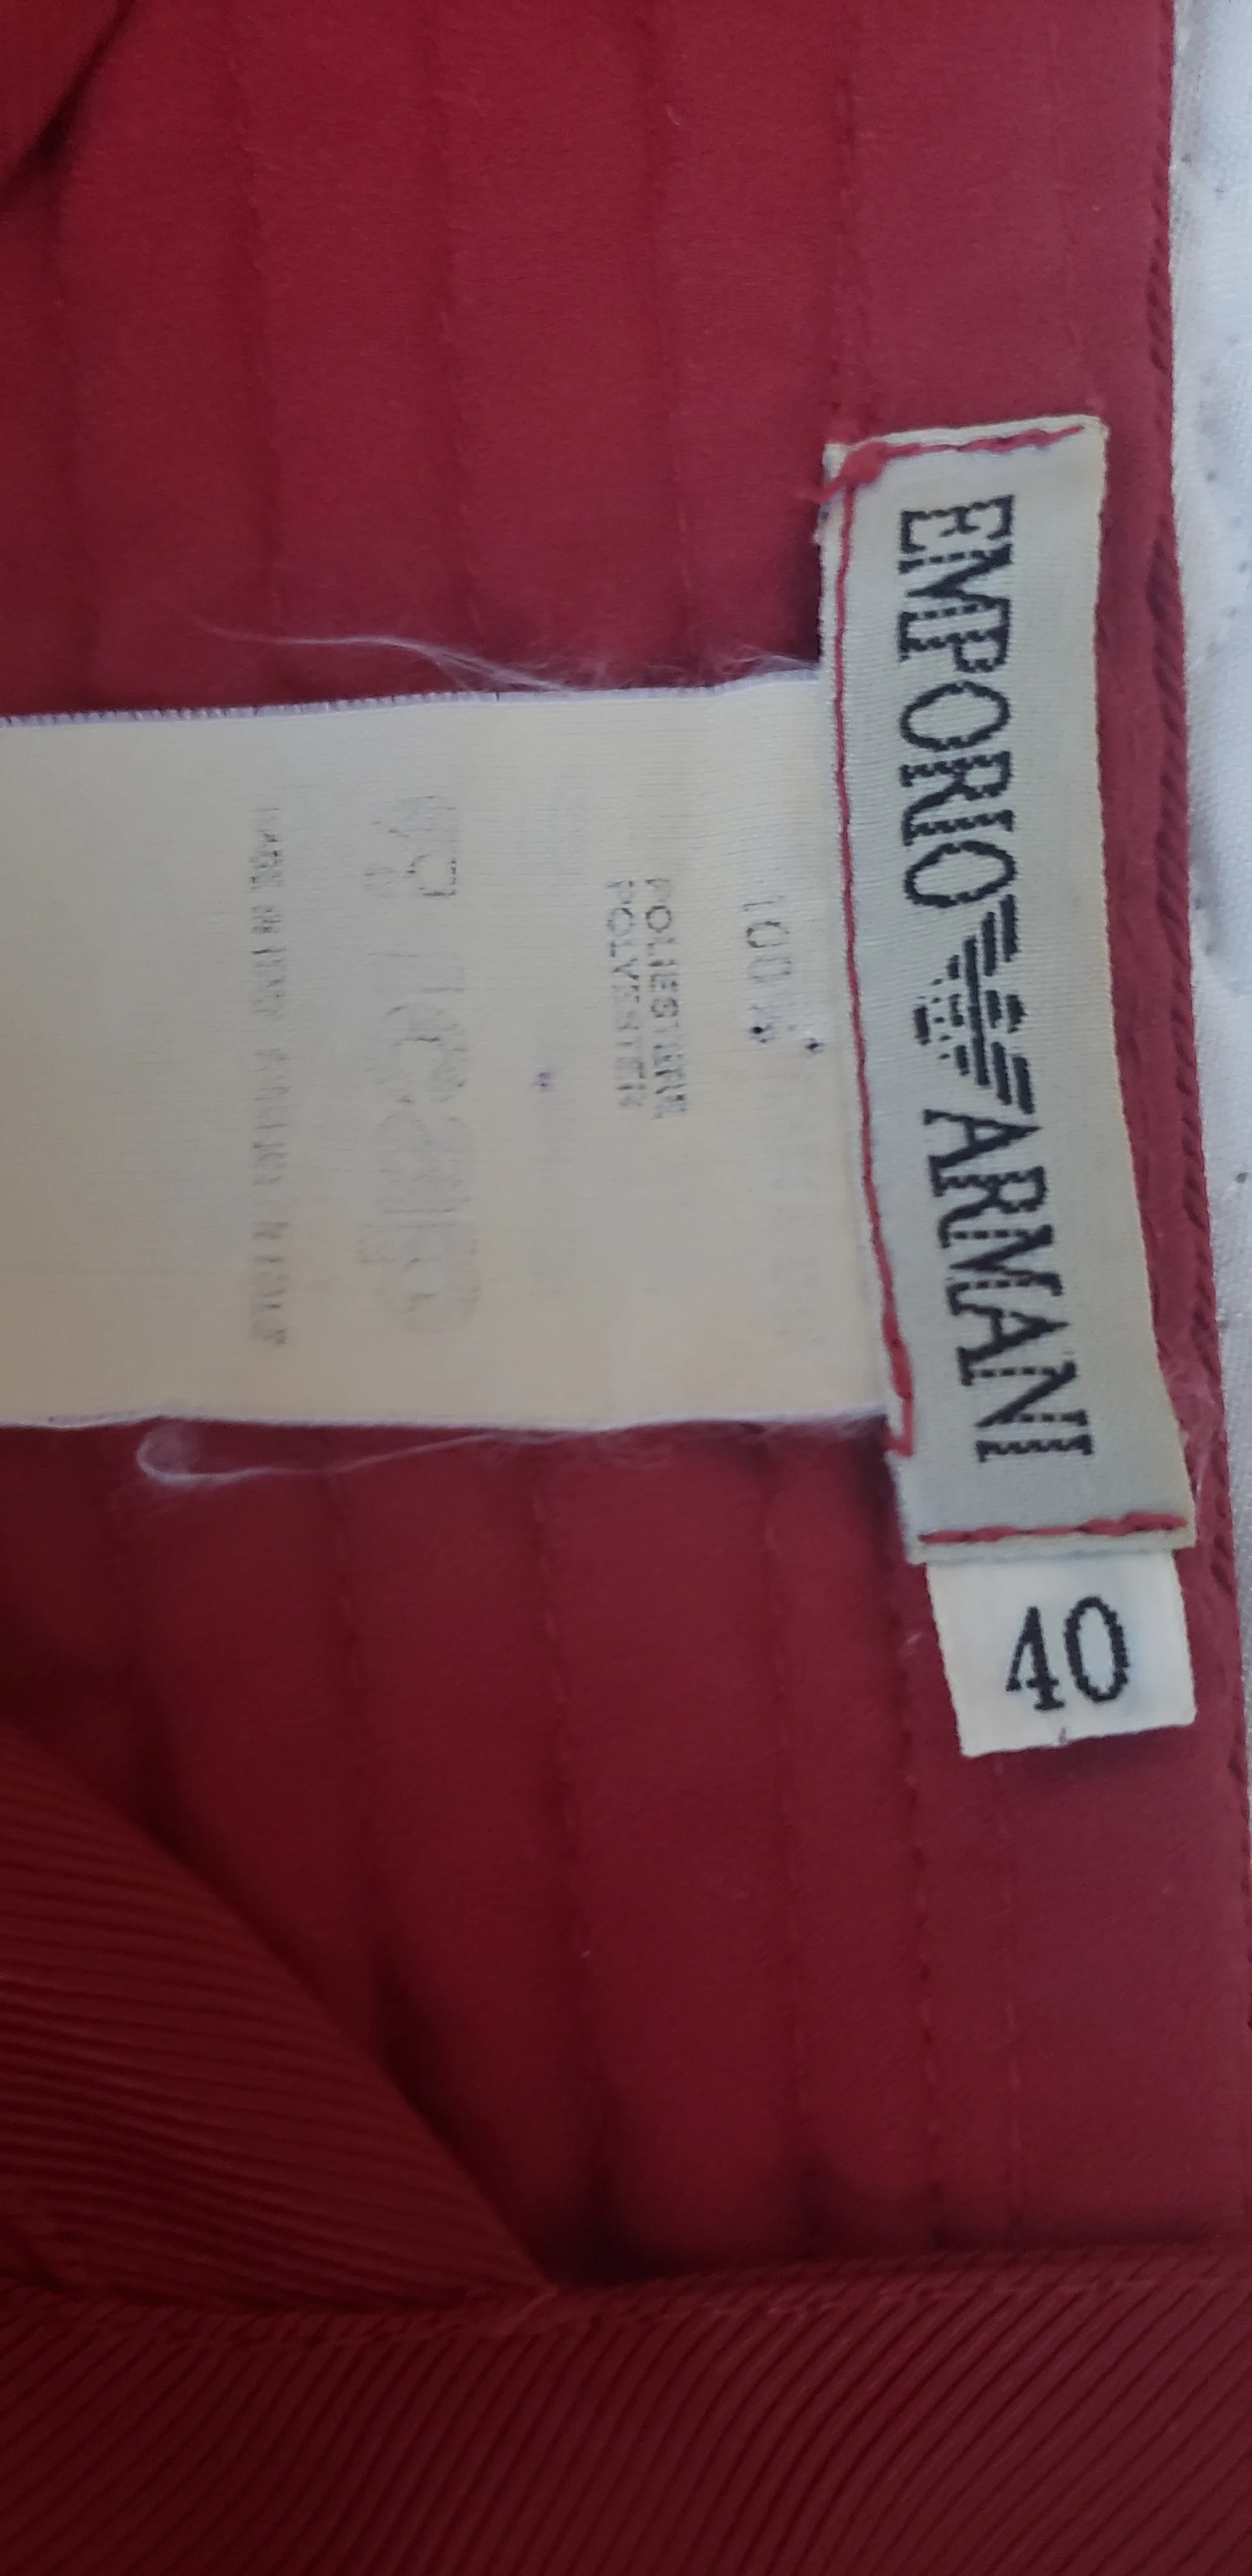 EMPORIO ARMANI
40
100%
POLIESTERE
POLYESTER